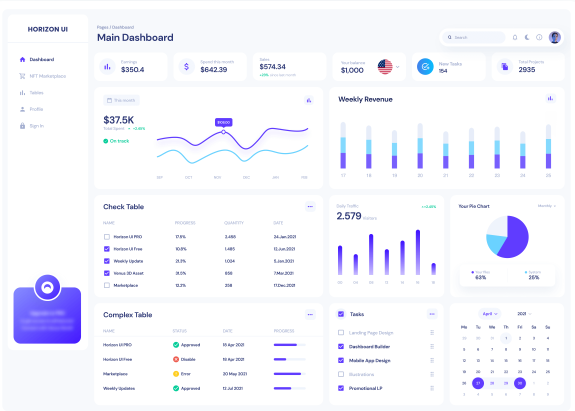 HORIZON UI
Dashboard
NFT Marketplace
Tables
Profile
Sign In
Pages / Dashboard
Main Dashboard
Search
Earnings
$350.4
Spend this month
$642.39
Sales
$574.34
Your balance
$1,000
New Tasks
154
Total Projects
2935
This month
$37.5K
Total Spent
+2.45%
On track
SEP OCT NOV DEC JAN FEB
Weekly Revenue
17 18 19 20 21 22 23 24 25
Check Table
NAME PROGRESS QUANTITY DATE
Horizon UI PRO 17.5% 2.458 24.Jan.2021
Horizon UI Free 10.8% 1.485 12.Jun.2021
Weekly Update 21.3% 1.024 5.Jan.2021
Venus 3D Asset 31.5% 858 7.Mar.2021
Marketplace 12.2% 258 17.Dec.2021
Daily Traffic
2.579 Visitors
+2.45%
Your Pie Chart
Monthly
Your Files
63%
System
25%
Complex Table
NAME STATUS DATE PROGRESS
Horizon UI PRO Approved 18 Apr 2021
Horizon UI Free Disable 18 Apr 2021
Marketplace Error 20 May 2021
Weekly Updates Approved 12 Jul 2021
Tasks
Landing Page Design
Dashboard Builder
Mobile App Design
Illustrations
Promotional LP
April 2021
Mo Tu We Th Fr Sa Su
29 30 31 1 2 3 4
5 6 7 8 9 10 11
12 13 14 15 16 17 18
19 20 21 22 23 24 25
26 27 28 29 30 1 2